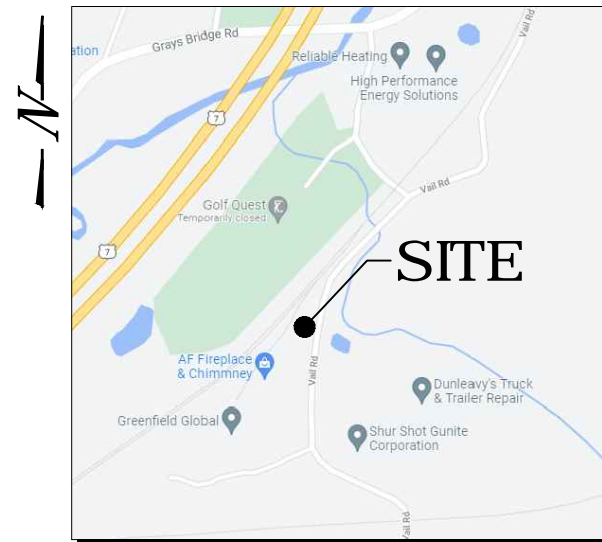 N
Grays Bridge Rd
ation
Vail Rd
Reliable Heating
High Performance
Energy Solutions
7
Vail Rd
Golf Quest
Temporarily closed
7
SITE
AF Fireplace
& Chimmney
Vail Rd
Dunleavy's Truck
& Trailer Repair
Greenfield Global
Shur Shot Gunite
Corporation
Vail Rd